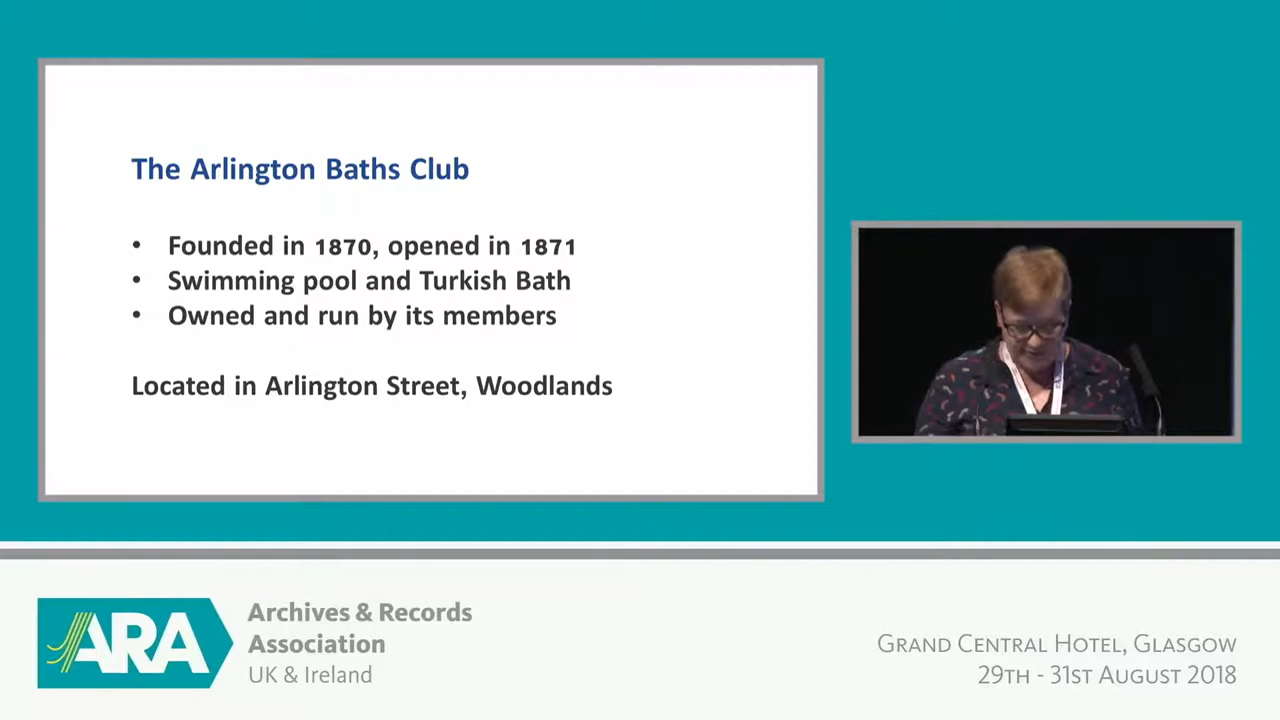 The Arlington Baths Club
• Founded in 1870, opened in 1871
• Swimming pool and Turkish Bath
• Owned and run by its members
Located in Arlington Street, Woodlands
ARA
Archives & Records
Association
UK & Ireland
Grand Central Hotel, Glasgow
29th - 31st August 2018